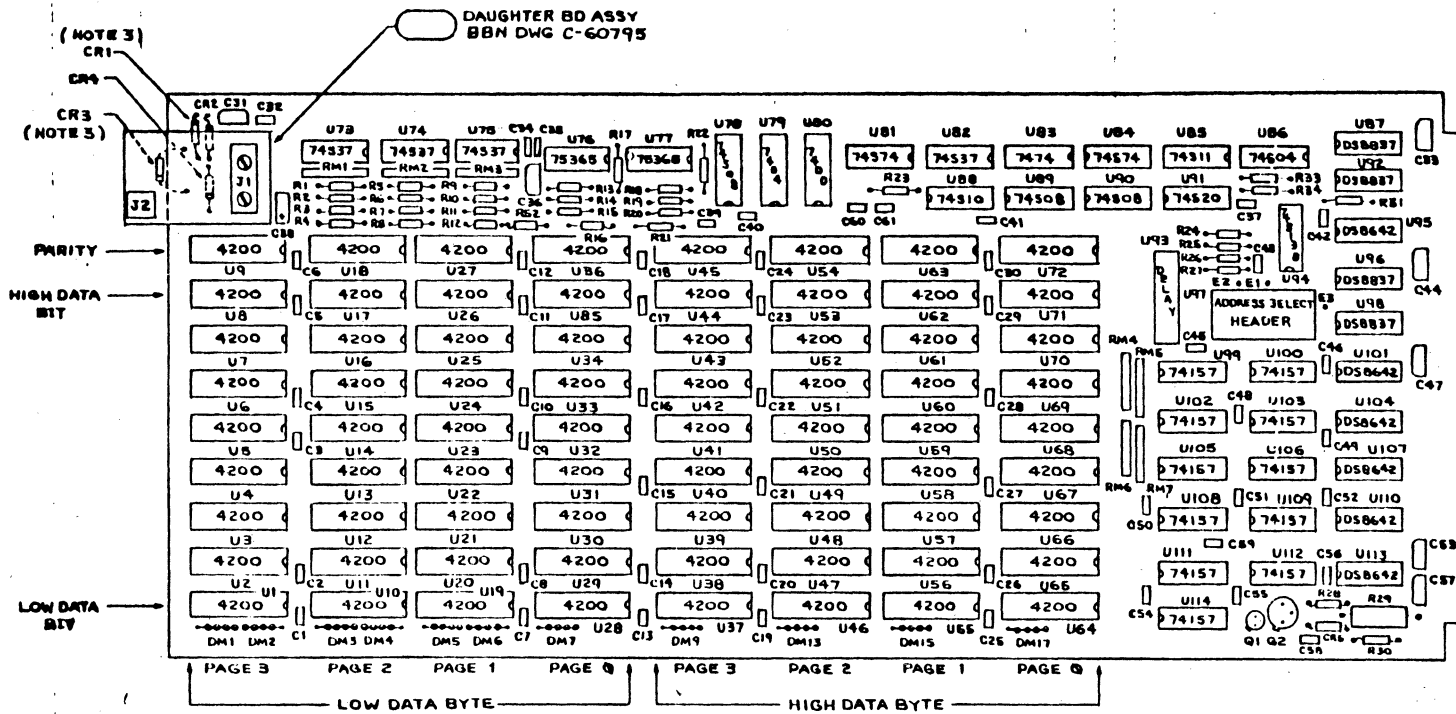 DAUGHTER BD ASSY
BBN DWG C-60795
(NOTE 3)
CR1
CR4
CR3
(NOTE 3)
CR2 C31 C32
J1
J2
U73 U74 U75 C34 C35 U76 R17 U77 R22 U78 U79 U80 U81 U82 U83 U84 U85 U86 U87
74S37 74S37 74S37 75365 75365 7404 7400 74S74 74S37 7474 74S74 74S11 74S04 DS8837
RM1 RM2 RM3 C33
U92
DS8837
R1 R5 R9 R13 R18 R23 U88 U89 U90 U91 R33
R2 R6 R10 R14 R19 74S10 74S08 74S08 74S20 R34
R3 R7 R11 C36 R15 R20 C39 C60 C61 C41 C37 R31
R4 R8 R12 R52 R16 R21 C40 C42 U95
C38 DS8642
PARITY
4200 4200 4200 4200 4200 4200 4200 4200
U9 C6 U18 U27 C12 U36 C18 U45 C24 U54 U63 C30 U72
HIGH DATA
BIT
4200 4200 4200 4200 4200 4200 4200 4200
U8 C5 U17 U26 C11 U85 C17 U44 C23 U53 U62 C29 U71
4200 4200 4200 4200 4200 4200 4200 4200
U7 U16 U25 U34 U43 U52 U61 U70
4200 4200 4200 4200 4200 4200 4200 4200
U6 C4 U15 U24 C10 U33 C16 U42 C22 U51 U60 C28 U69
4200 4200 4200 4200 4200 4200 4200 4200
U5 C3 U14 U23 C9 U32 U41 U50 U59 U68
4200 4200 4200 4200 4200 4200 4200 4200
U4 U13 U22 U31 C15 U40 C21 U49 U58 C27 U67
4200 4200 4200 4200 4200 4200 4200 4200
U3 U12 U21 U30 U39 U48 U57 U66
4200 4200 4200 4200 4200 4200 4200 4200
U2 C2 U11 U20 C8 U29 C14 U38 C20 U47 U56 C26 U65
LOW DATA
4200 U1 4200 U10 4200 U19 4200 4200 4200 4200 4200
C1 C7 U28 C13 U37 C19 U46 U55 C25 U64
DM1 DM2 DM3 DM4 DM5 DM6 DM7 DM9 DM13 DM15 DM17
PAGE 3 PAGE 2 PAGE 1 PAGE 0 PAGE 3 PAGE 2 PAGE 1 PAGE 0
LOW DATA BYTE HIGH DATA BYTE
U93 R24
R25
R26
R27
DELAY U97 E2 E1 U94
ADDRESS SELECT
HEADER
E3
U96
DS8837
C44
U98
DS8837
RM4 RM5 C45 U99 U100 C46 U101
74157 74157 DS8642 C47
U102 C48 U103 U104
74157 74157 DS8642
U105 U106 C49 U107
74157 74157 DS8642
RM6 RM7 U108 C51 U109 C52 U110
74157 74157 DS8642
U111 C59 U112 C56 U113 C53
74157 74157 DS8642 C57
C54 U114 C55 R28 R29
74157
Q1 Q2 C58 R30